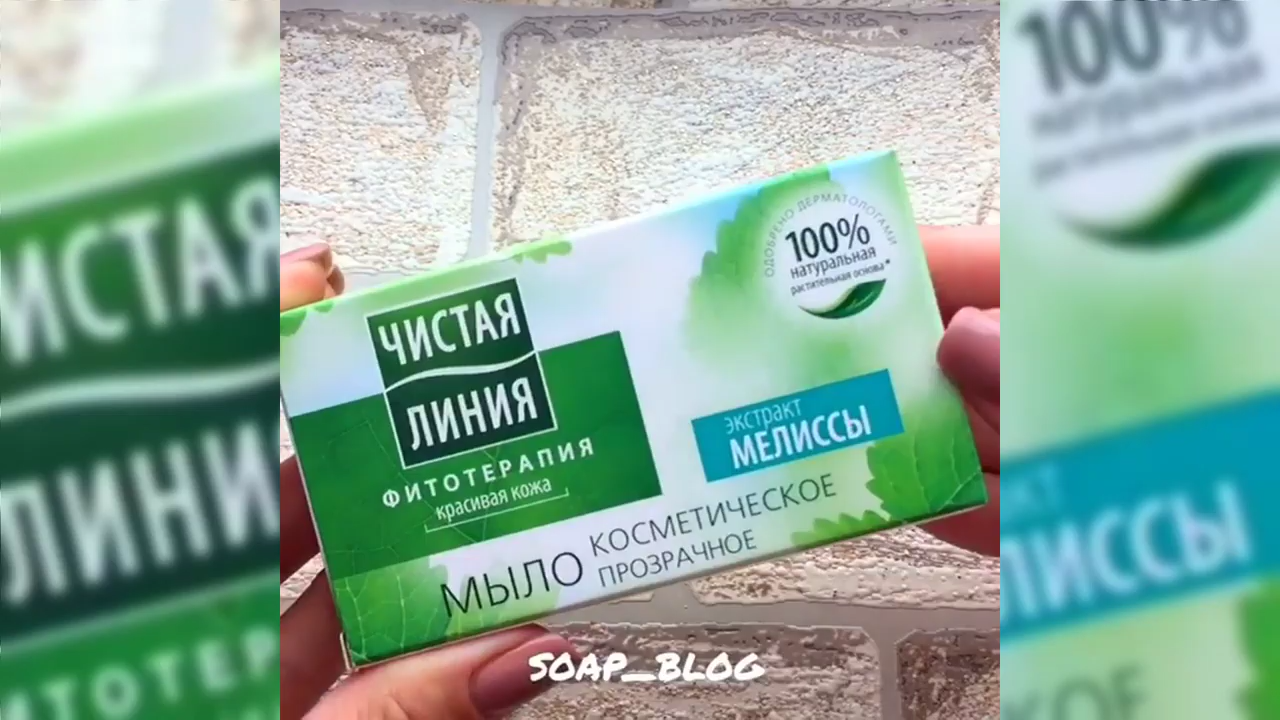 ЧИСТАЯ
ЛИНИЯ
ФИТОТЕРАПИЯ
красивая кожа
МЫЛО КОСМЕТИЧЕСКОЕ
ПРОЗРАЧНОЕ
ОДОБРЕНО ДЕРМАТОЛОГАМИ
100%
натуральная
растительная основа*
экстракт
МЕЛИССЫ
SOAP_BLOG